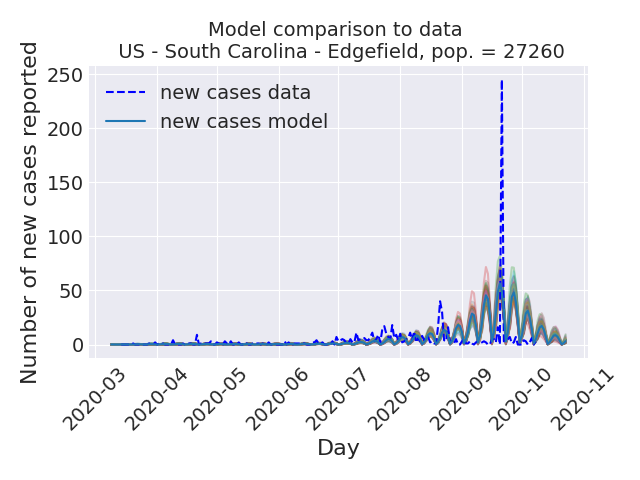 Model comparison to data
US - South Carolina - Edgefield, pop. = 27260
Number of new cases reported
250
200
150
100
50
0
new cases data
new cases model
2020-03
2020-04
2020-05
2020-06
2020-07
2020-08
2020-09
2020-10
2020-11
Day